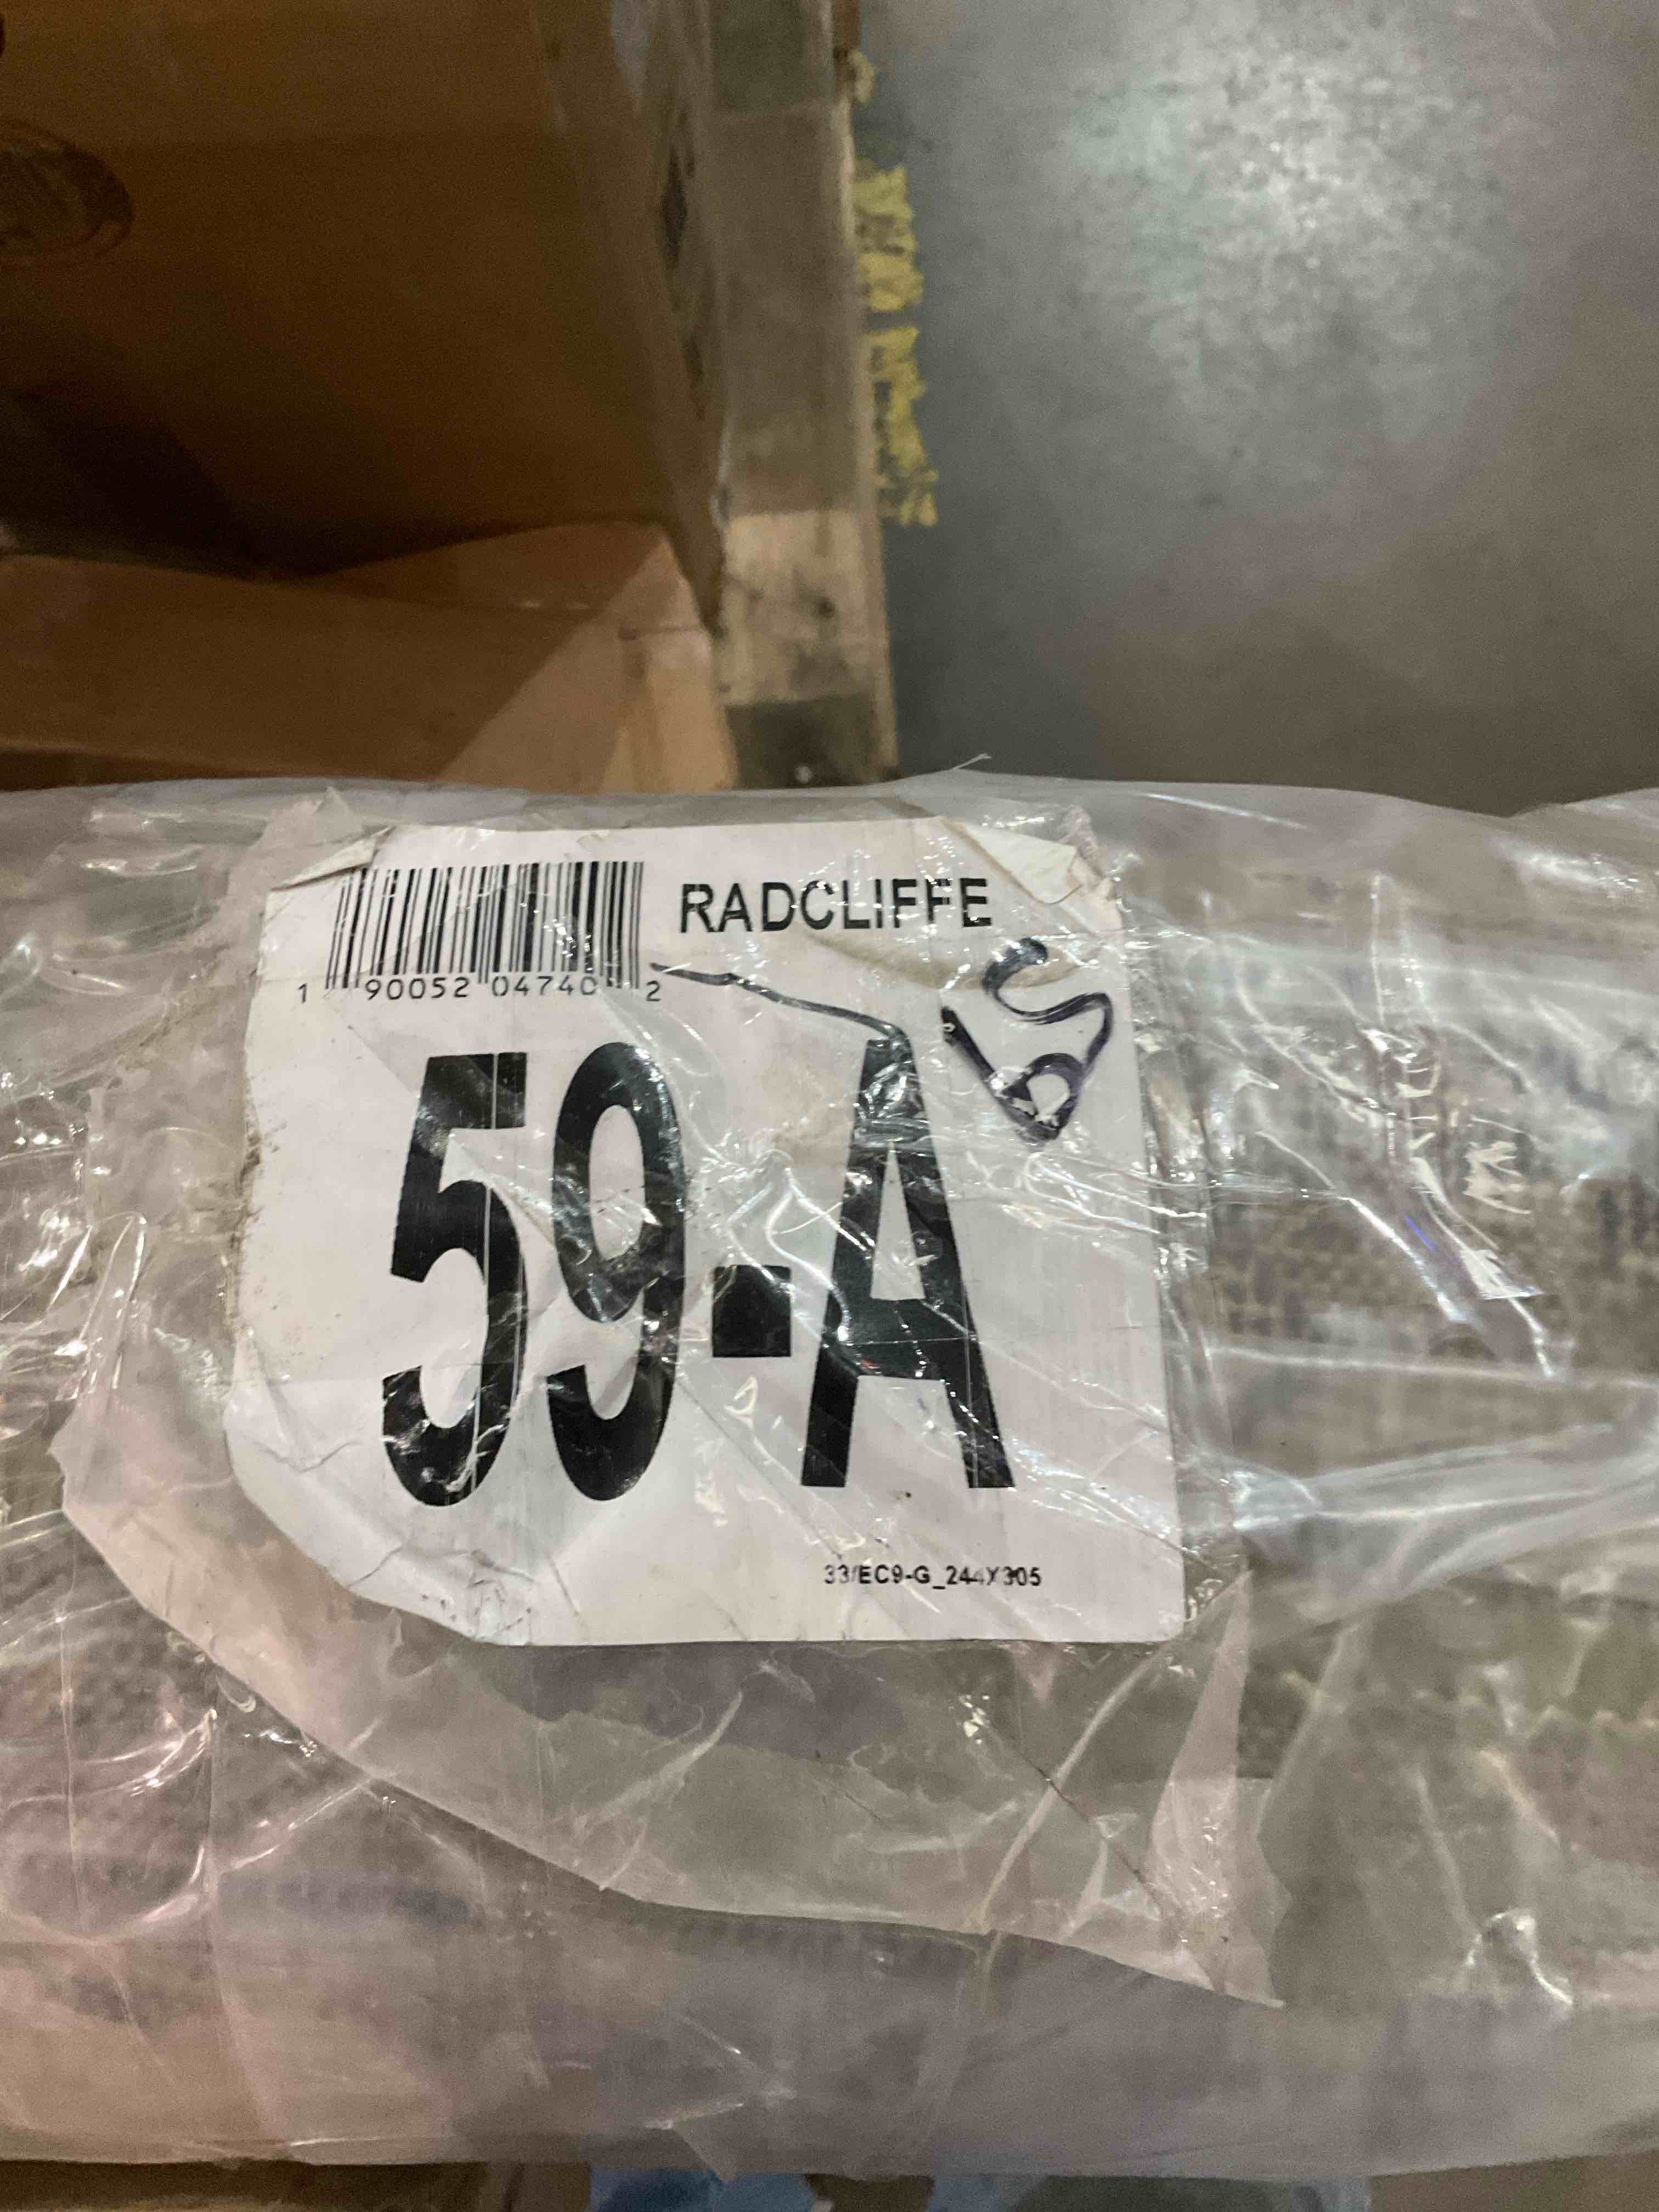 RADCLIFFE
1 90052 04740 2
59-A
33/EC9-G_244X305